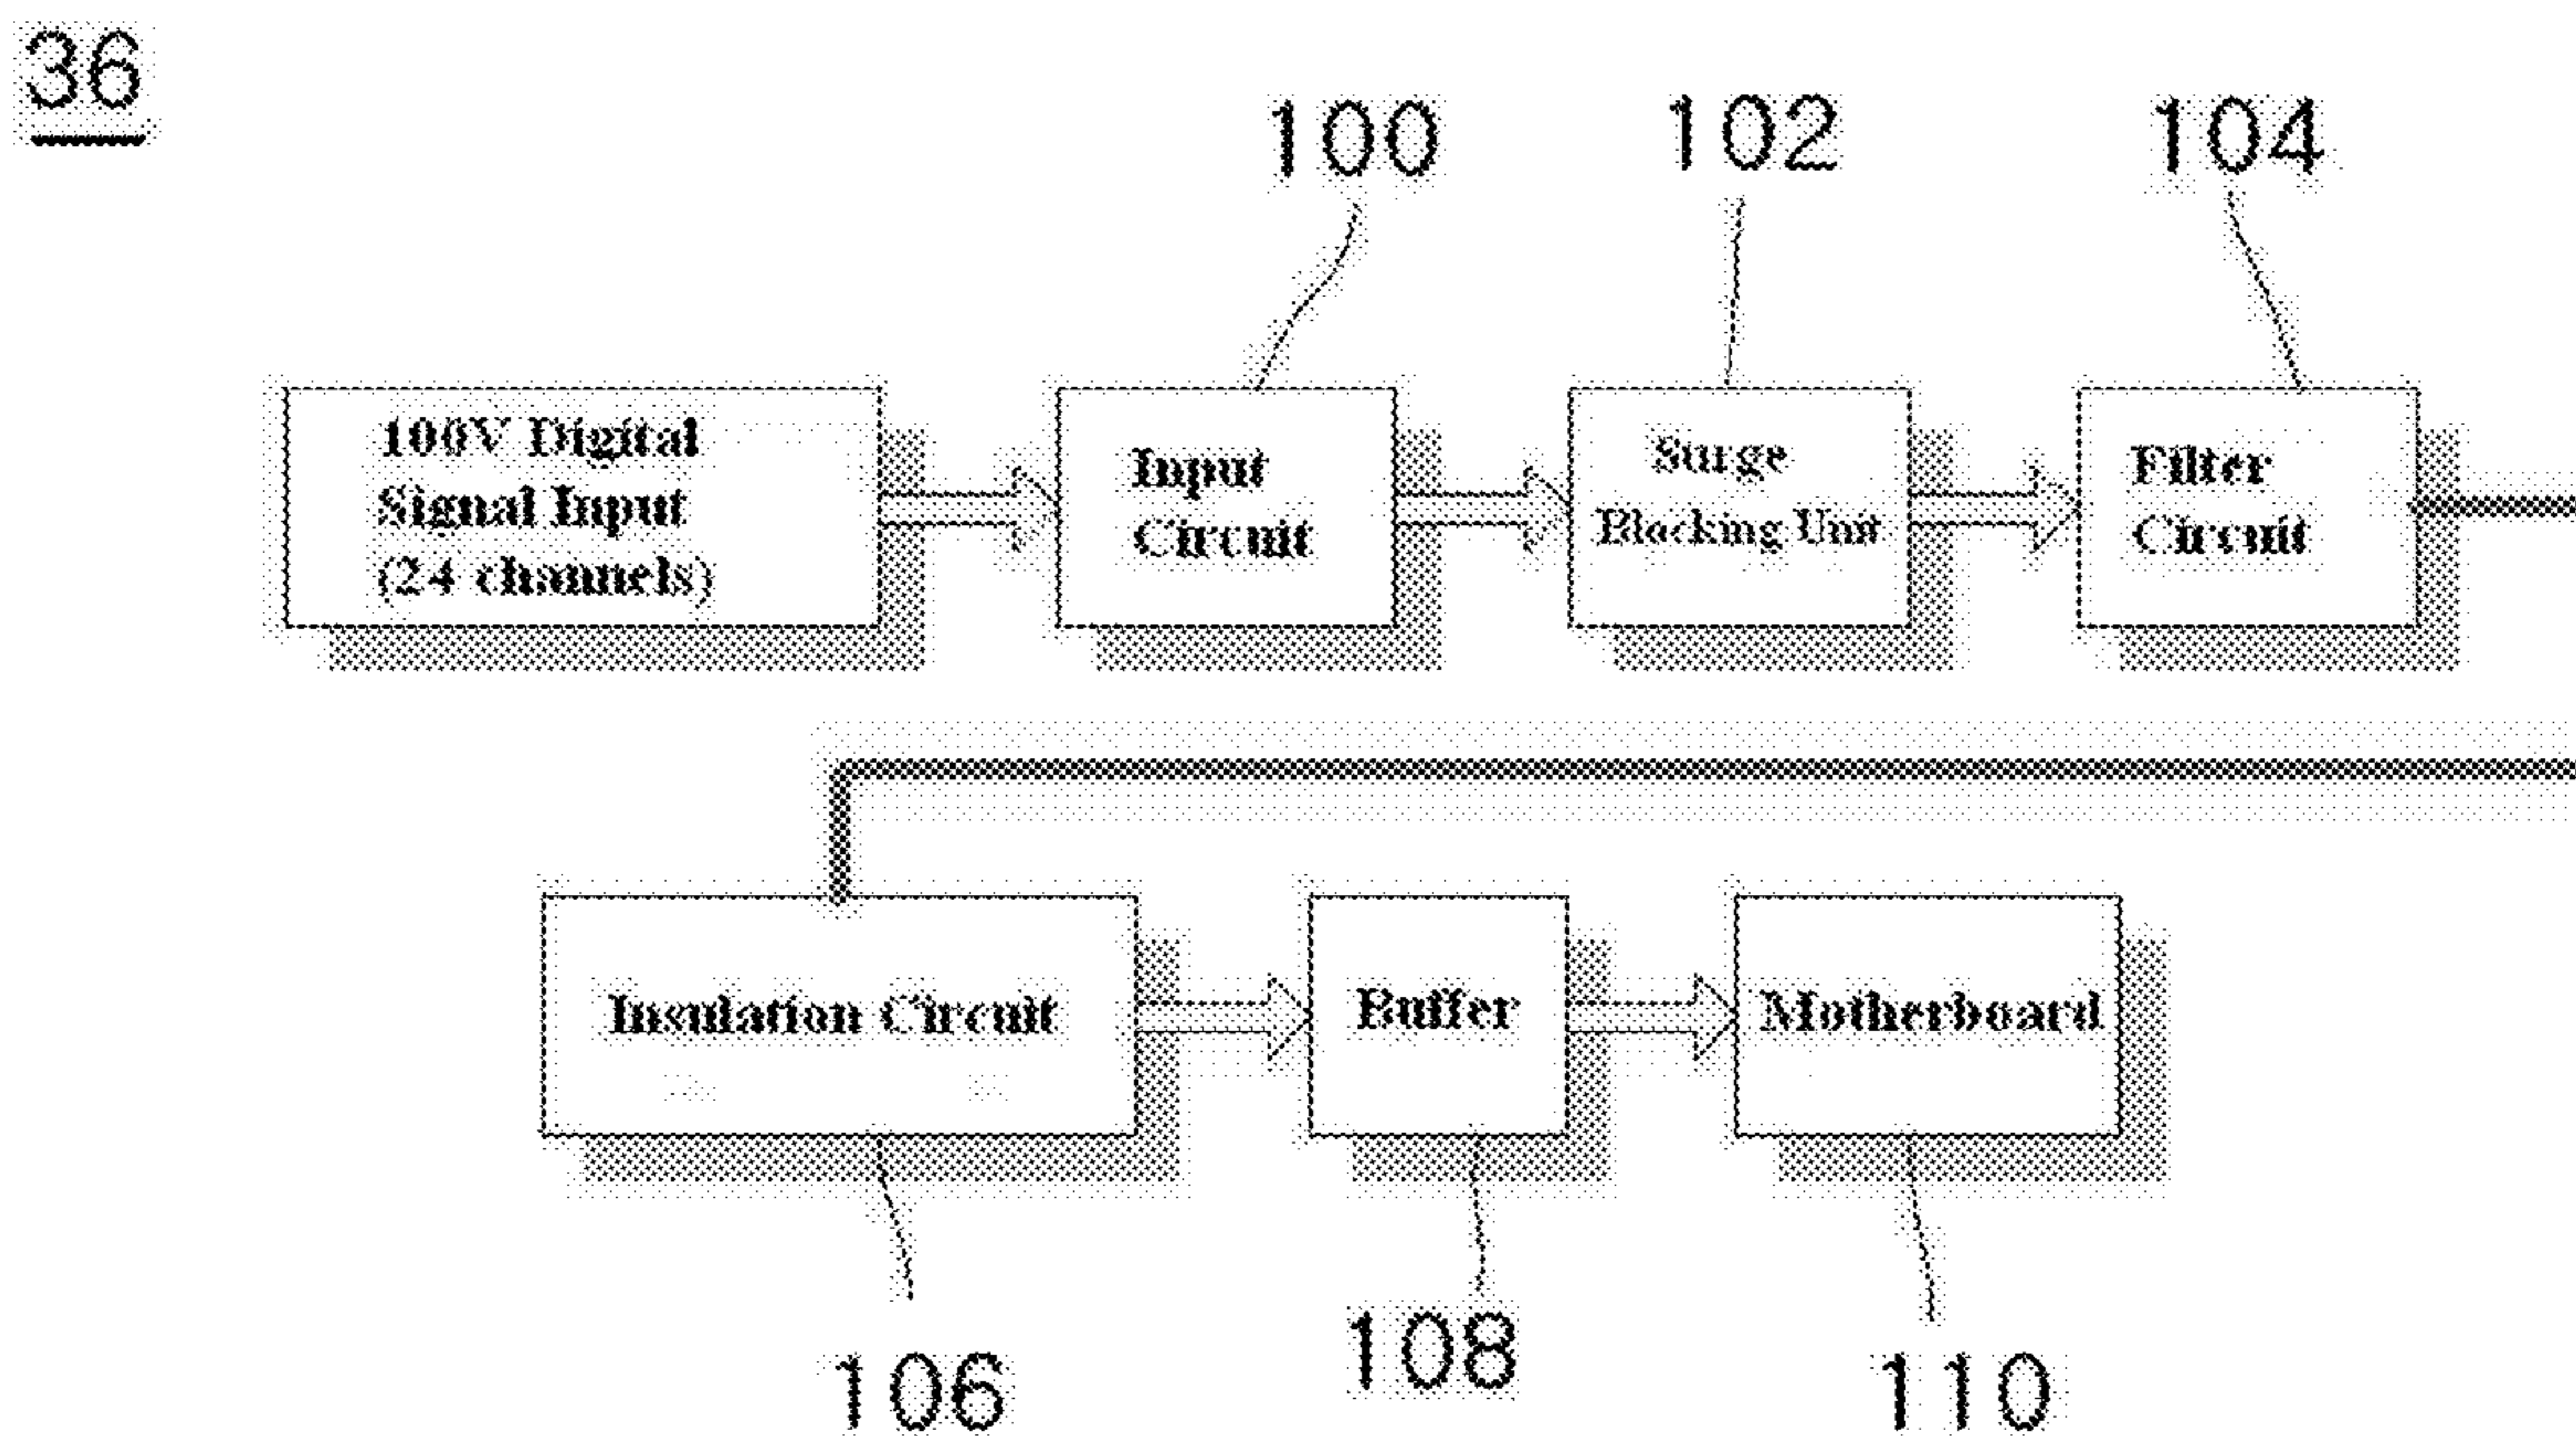 36
100
102
104
100V Digital
Signal Input
(24 channels)
Input
Circuit
Surge
Blocking Unit
Filter
Circuit
Insulation Circuit
Buffer
Motherboard
106
108
110